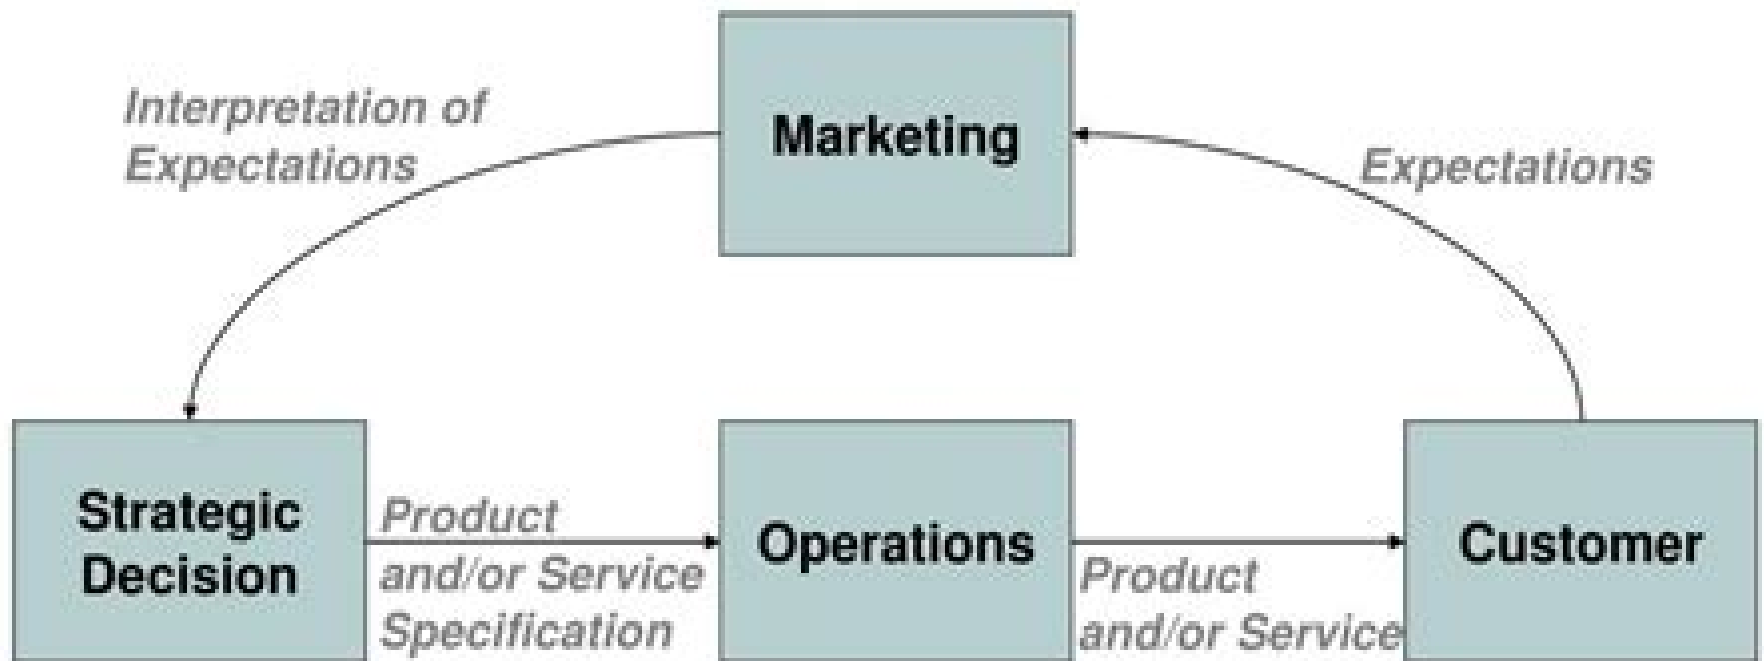 Marketing
Interpretation of
Expectations
Expectations
Strategic
Decision
Product
and/or Service
Specification
Operations
Product
and/or Service
Customer